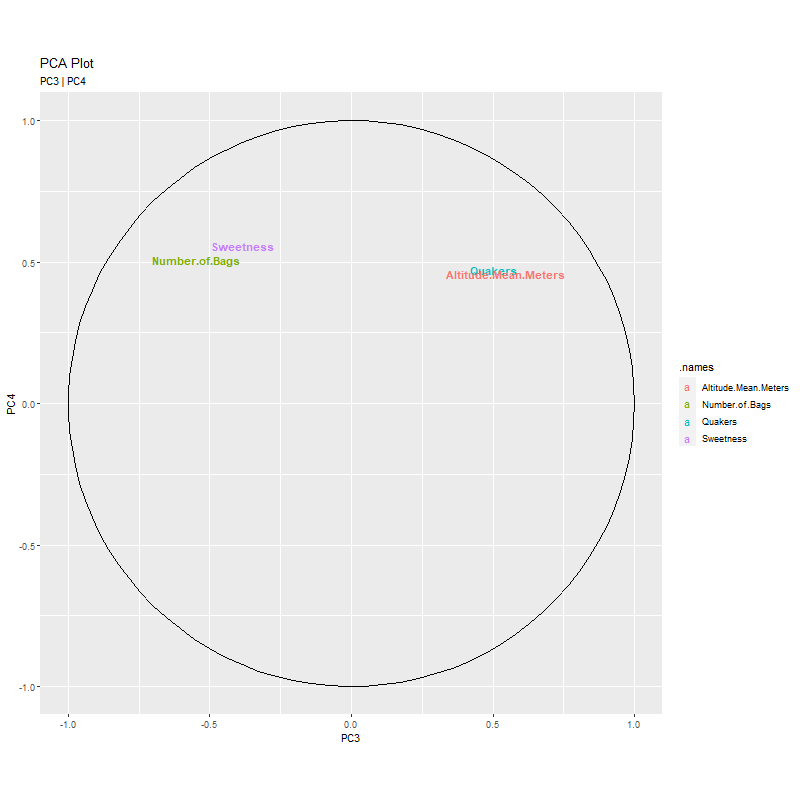 PCA Plot
PC3 | PC4
1.0
0.5
0.0
-0.5
-1.0
PC4
Sweetness
Number.of.Bags
Quakers
Altitude.Mean.Meters
-1.0
-0.5
0.0
0.5
1.0
PC3
.names
a Altitude.Mean.Meters
a Number.of.Bags
a Quakers
a Sweetness